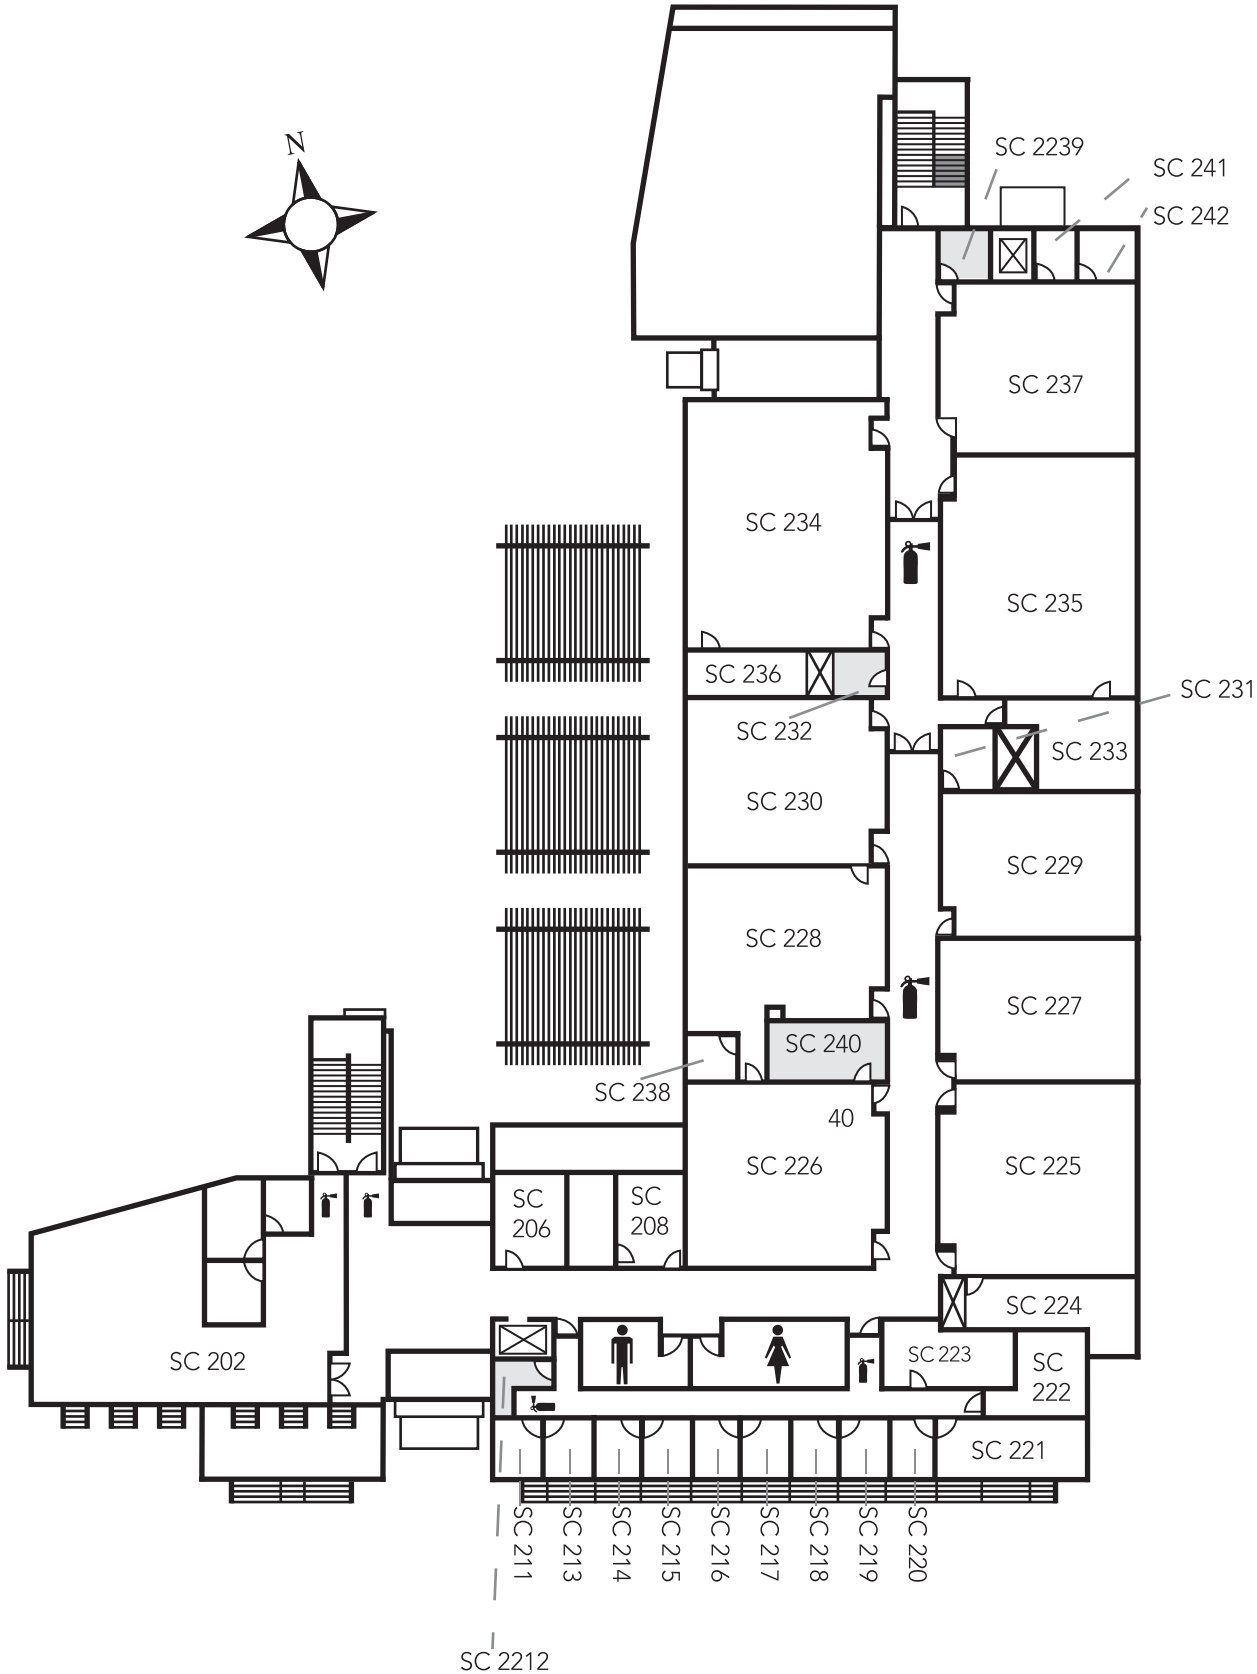 N
SC 2239
SC 241
SC 242
SC 237
SC 234
SC 235
SC 236
SC 231
SC 232
SC 233
SC 230
SC 229
SC 228
SC 227
SC 240
SC 238
40
SC 226
SC 225
SC
206
SC
208
SC 224
SC 202
SC 223
SC
222
SC 221
SC 211
SC 213
SC 214
SC 215
SC 216
SC 217
SC 218
SC 219
SC 220
SC 2212